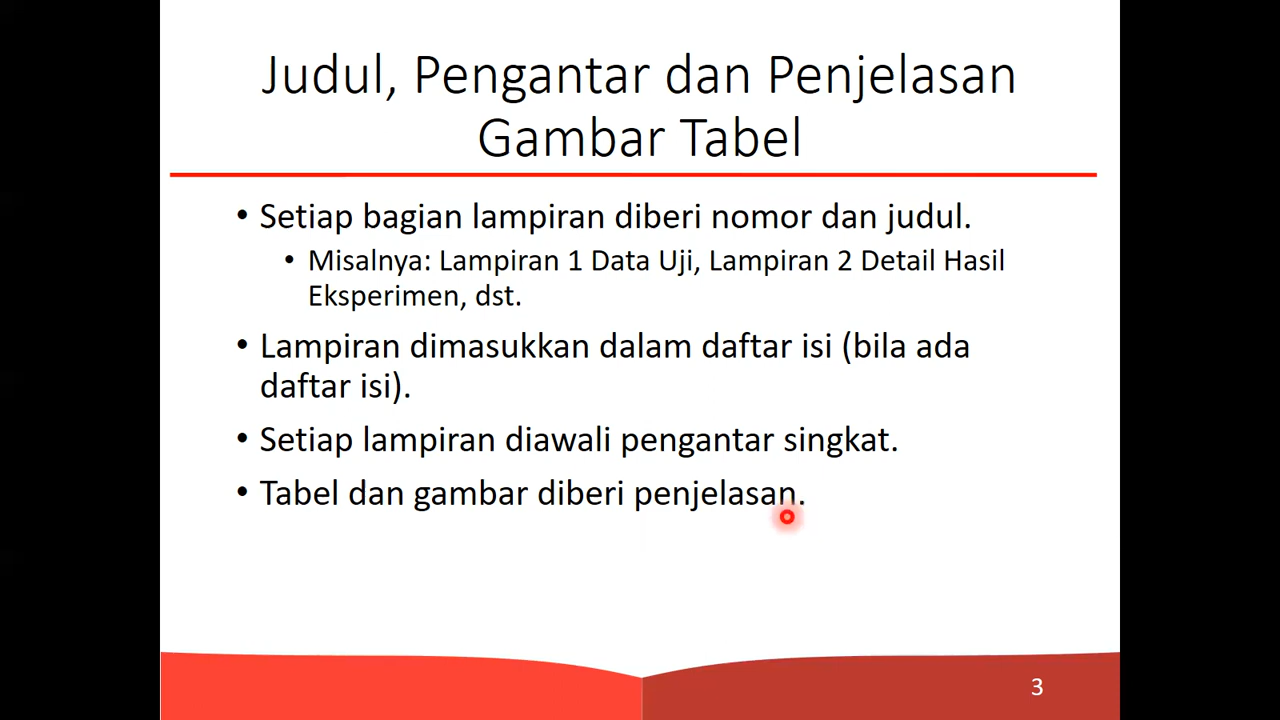 Judul, Pengantar dan Penjelasan
Gambar Tabel
• Setiap bagian lampiran diberi nomor dan judul.
• Misalnya: Lampiran 1 Data Uji, Lampiran 2 Detail Hasil
Eksperimen, dst.
• Lampiran dimasukkan dalam daftar isi (bila ada
daftar isi).
• Setiap lampiran diawali pengantar singkat.
• Tabel dan gambar diberi penjelasan.
3